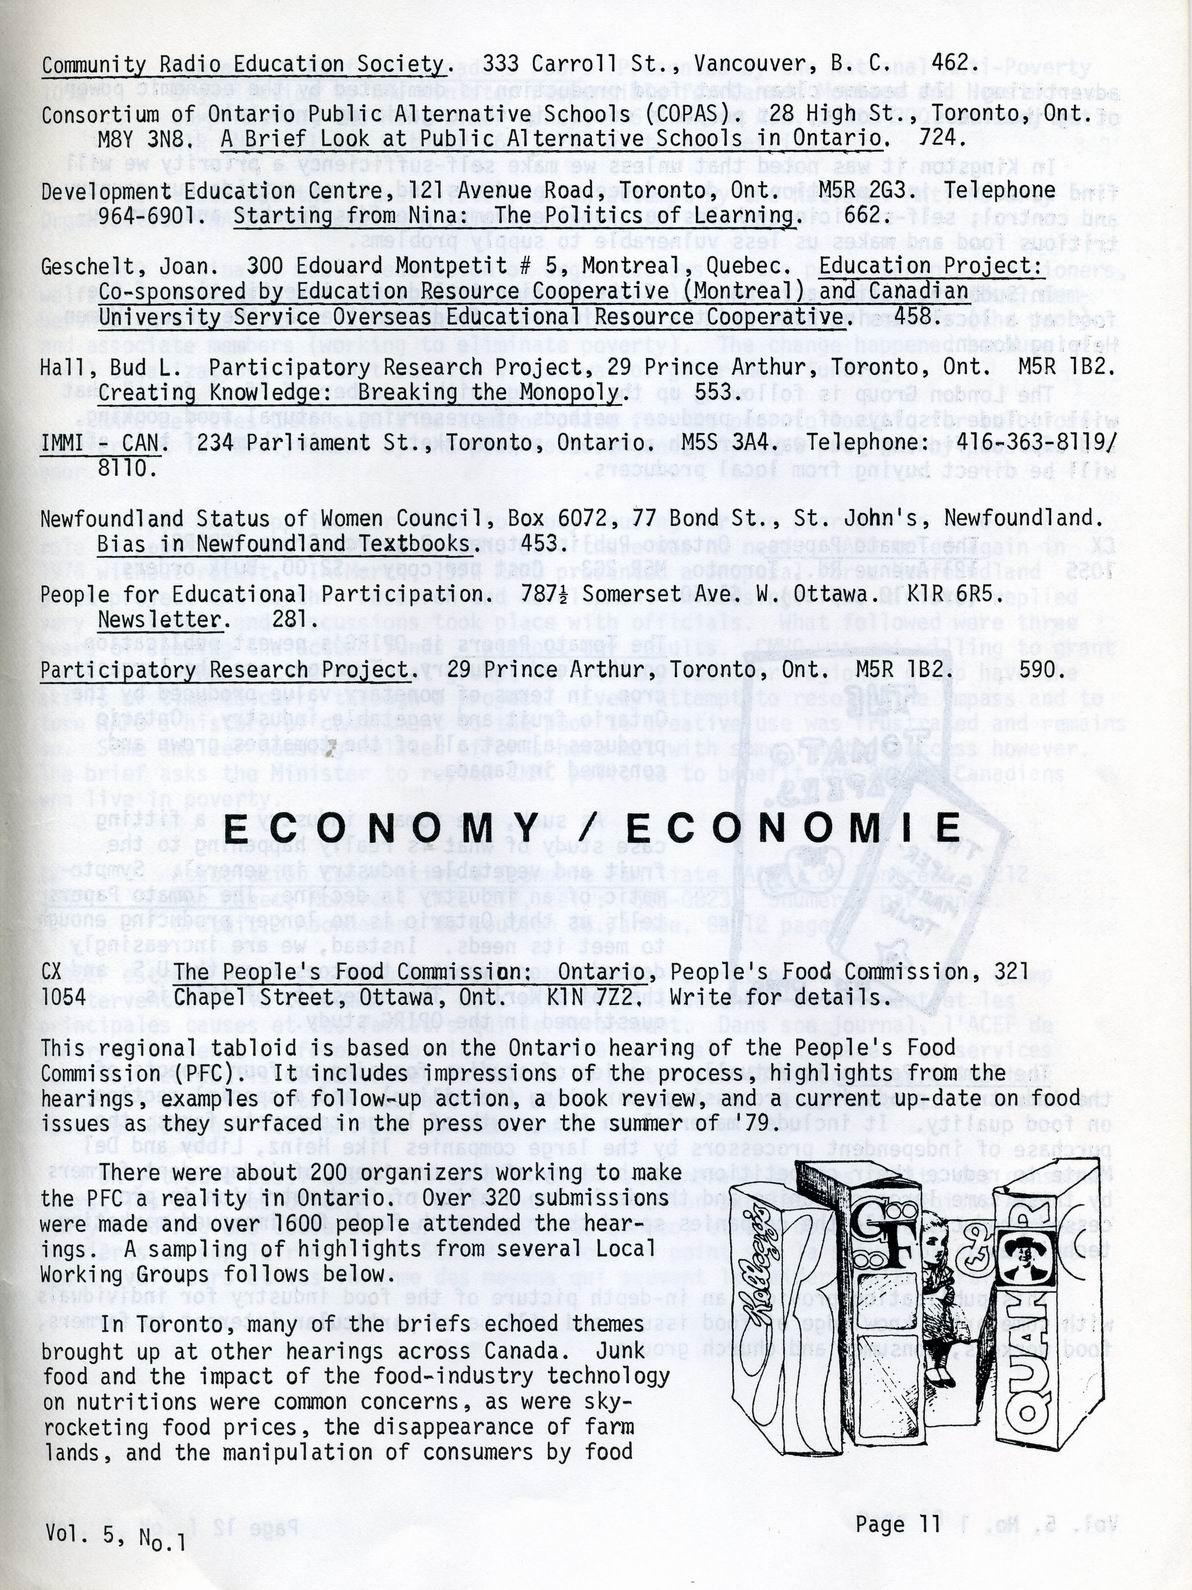 Community Radio Education Society.  333 Carroll St., Vancouver, B. C.  462.
Consortium of Ontario Public Alternative Schools (COPAS).  28 High St., Toronto, Ont.
M8Y 3N8.  A Brief Look at Public Alternative Schools in Ontario.  724.
Development Education Centre, 121 Avenue Road, Toronto, Ont.  M5R 2G3.  Telephone
964-6901.  Starting from Nina:  The Politics of Learning.  662.
Geschelt, Joan.  300 Edouard Montpetit # 5, Montreal, Quebec.  Education Project:
Co-sponsored by Education Resource Cooperative (Montreal) and Canadian
University Service Overseas Educational Resource Cooperative.  458.
Hall, Bud L.  Participatory Research Project, 29 Prince Arthur, Toronto, Ont.  M5R 1B2.
Creating Knowledge:  Breaking the Monopoly.  553.
IMMI - CAN.  234 Parliament St., Toronto, Ontario.  M5S 3A4.  Telephone:  416-363-8119/
8110.
Newfoundland Status of Women Council, Box 6072, 77 Bond St., St. John's, Newfoundland.
Bias in Newfoundland Textbooks.  453.
People for Educational Participation.  787½ Somerset Ave. W. Ottawa.  K1R 6R5.
Newsletter.  281.
Participatory Research Project.  29 Prince Arthur, Toronto, Ont.  M5R 1B2.  590.
ECONOMY / ECONOMIE
CX  The People's Food Commission:  Ontario, People's Food Commission, 321
1054  Chapel Street, Ottawa, Ont.  K1N 7Z2.  Write for details.
This regional tabloid is based on the Ontario hearing of the People's Food
Commission (PFC).  It includes impressions of the process, highlights from the
hearings, examples of follow-up action, a book review, and a current up-date on food
issues as they surfaced in the press over the summer of '79.
There were about 200 organizers working to make
the PFC a reality in Ontario.  Over 320 submissions
were made and over 1600 people attended the hear-
ings.  A sampling of highlights from several Local
Working Groups follows below.
In Toronto, many of the briefs echoed themes
brought up at other hearings across Canada.  Junk
food and the impact of the food-industry technology
on nutritions were common concerns, as were sky-
rocketing food prices, the disappearance of farm
lands, and the manipulation of consumers by food
Kellogg's
GF
QUAKER
Vol. 5, No.1
Page 11